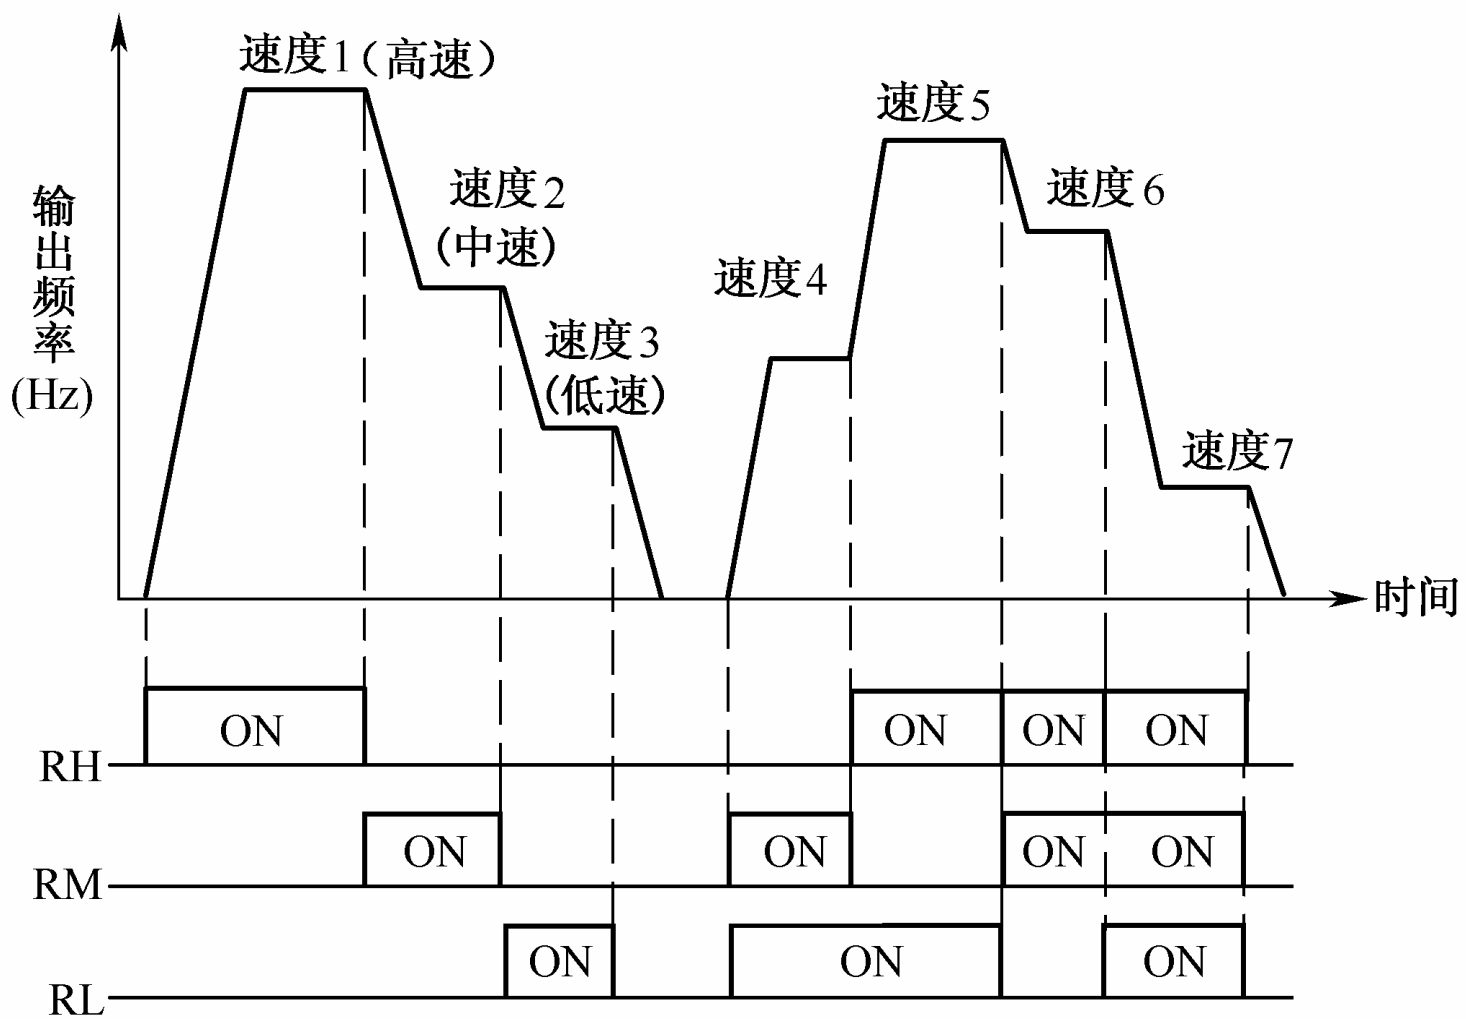 速度1（高速）
速度5
速度2
(中速)
速度6
速度4
速度3
(低速)
速度7
输出频率
(Hz)
时间
RH ON ON ON ON
RM ON ON ON ON
RL ON ON ON